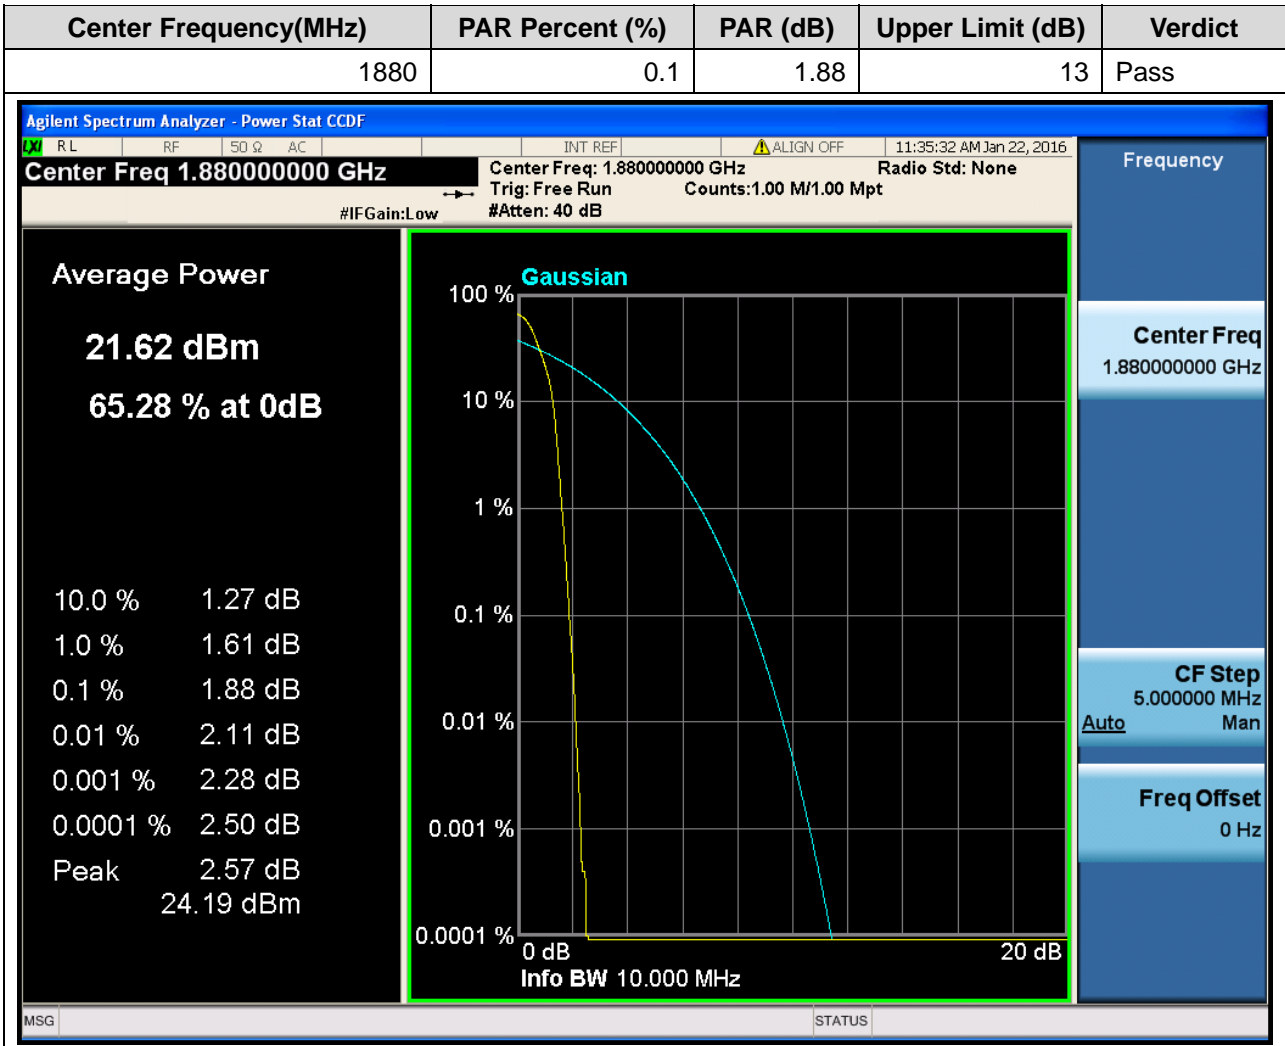 Center Frequency(MHz) PAR Percent (%) PAR (dB) Upper Limit (dB) Verdict
1880 0.1 1.88 13 Pass
Agilent Spectrum Analyzer - Power Stat CCDF
LXI RL RF 50 Ω AC INT REF ALIGN OFF 11:35:32 AM Jan 22, 2016
Center Freq 1.880000000 GHz
Center Freq: 1.880000000 GHz Radio Std: None
Trig: Free Run Counts:1.00 M/1.00 Mpt
#IFGain:Low #Atten: 40 dB
Average Power
21.62 dBm
65.28 % at 0dB
10.0 % 1.27 dB
1.0 % 1.61 dB
0.1 % 1.88 dB
0.01 % 2.11 dB
0.001 % 2.28 dB
0.0001 % 2.50 dB
Peak 2.57 dB
24.19 dBm
Gaussian
100 %
10 %
1 %
0.1 %
0.01 %
0.001 %
0.0001 %
0 dB 20 dB
Info BW 10.000 MHz
Frequency
Center Freq
1.880000000 GHz
CF Step
5.000000 MHz
Auto Man
Freq Offset
0 Hz
MSG STATUS